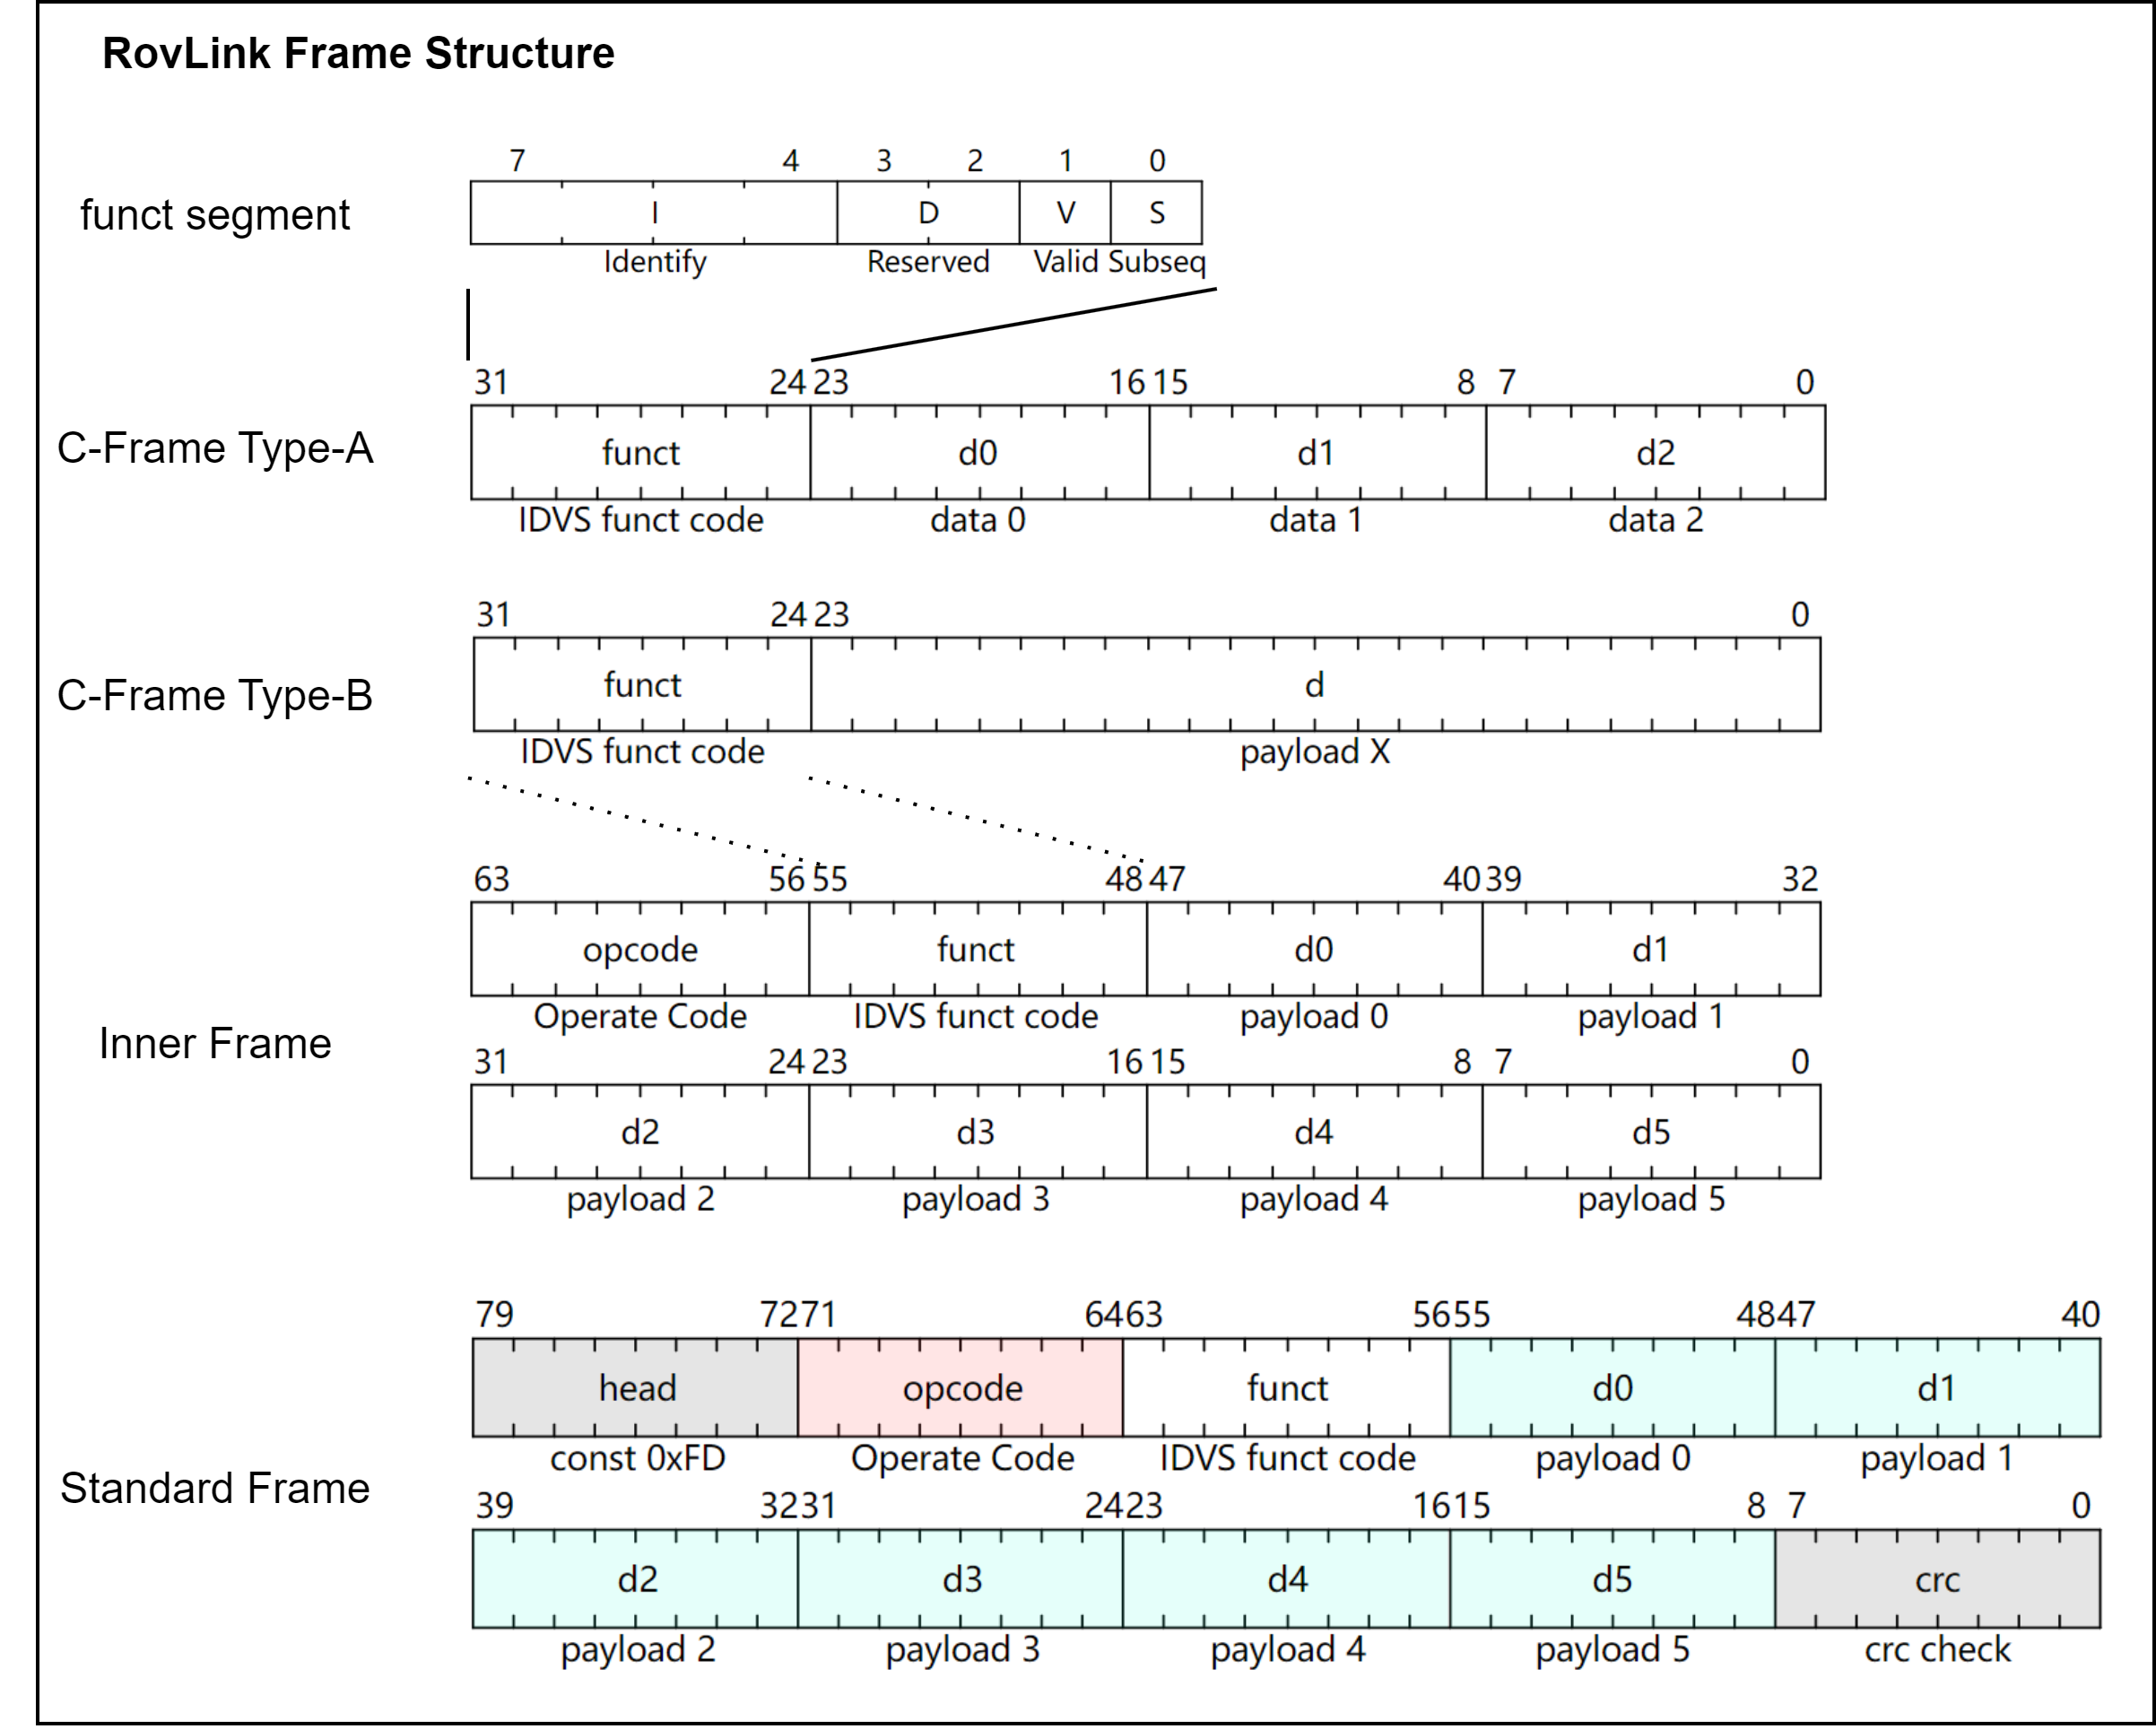 RovLink Frame Structure
7 4 3 2 1 0
funct segment I D V S
Identify Reserved Valid Subseq
31 24 23 16 15 8 7 0
C-Frame Type-A funct d0 d1 d2
IDVS funct code data 0 data 1 data 2
31 24 23 0
C-Frame Type-B funct d
IDVS funct code payload X
63 56 55 48 47 40 39 32
opcode funct d0 d1
Operate Code IDVS funct code payload 0 payload 1
Inner Frame
31 24 23 16 15 8 7 0
d2 d3 d4 d5
payload 2 payload 3 payload 4 payload 5
79 72 71 64 63 56 55 48 47 40
head opcode funct d0 d1
const 0xFD Operate Code IDVS funct code payload 0 payload 1
Standard Frame
39 32 31 24 23 16 15 8 7 0
d2 d3 d4 d5 crc
payload 2 payload 3 payload 4 payload 5 crc check